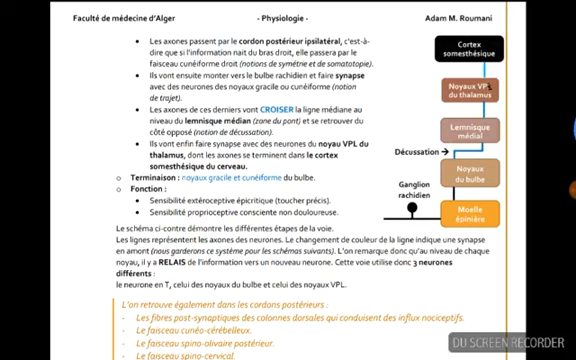 Faculté de médecine d'Alger - Physiologie - Adam M. Roumani
• Les axones passent par le cordon postérieur ipsilatéral, c'est-à-
dire que si l'information nait du bras droit, elle passera par le
faisceau cunéiforme droit (notions de symétrie et de somatotopie).
• Ils vont ensuite monter vers le bulbe rachidien et faire synapse
avec des neurones des noyaux gracile ou cunéiforme (notion
de trajet).
• Les axones de ces derniers vont CROISER la ligne médiane au
niveau du lemnisque médian (zone du pont) et se retrouver du
côté opposé (notion de décussation).
• Ils vont enfin faire synapse avec des neurones du noyau VPL du
thalamus, dont les axones se terminent dans le cortex
somesthésique du cerveau.
o Terminaison : noyaux gracile et cunéiforme du bulbe.
o Fonction :
• Sensibilité extéroceptive épicritique (toucher précis).
• Sensibilité proprioceptive consciente non douloureuse.
Cortex
somesthésique
Noyaux VPL
du thalamus
Lemnisque
médial
Décussation →
Noyaux
du bulbe
Ganglion
rachidien
Moelle
épinière
Le schéma ci-contre démontre les différentes étapes de la voie.
Les lignes représentent les axones des neurones. Le changement de couleur de la ligne indique une synapse
en amont (nous garderons ce système pour les schémas suivants). L'on remarque donc qu'au niveau de chaque
noyau, il y a RELAIS de l'information vers un nouveau neurone. Cette voie utilise donc 3 neurones
différents :
le neurone en T, celui des noyaux du bulbe et celui des noyaux VPL.
L'on retrouve également dans les cordons postérieurs :
- Les fibres post-synaptiques des colonnes dorsales qui conduisent des influx nociceptifs.
- Le faisceau cunéo-cérébelleux.
- Le faisceau spino-olivaire postérieur.
- Le faisceau spino-cervical.
DU SCREEN RECORDER